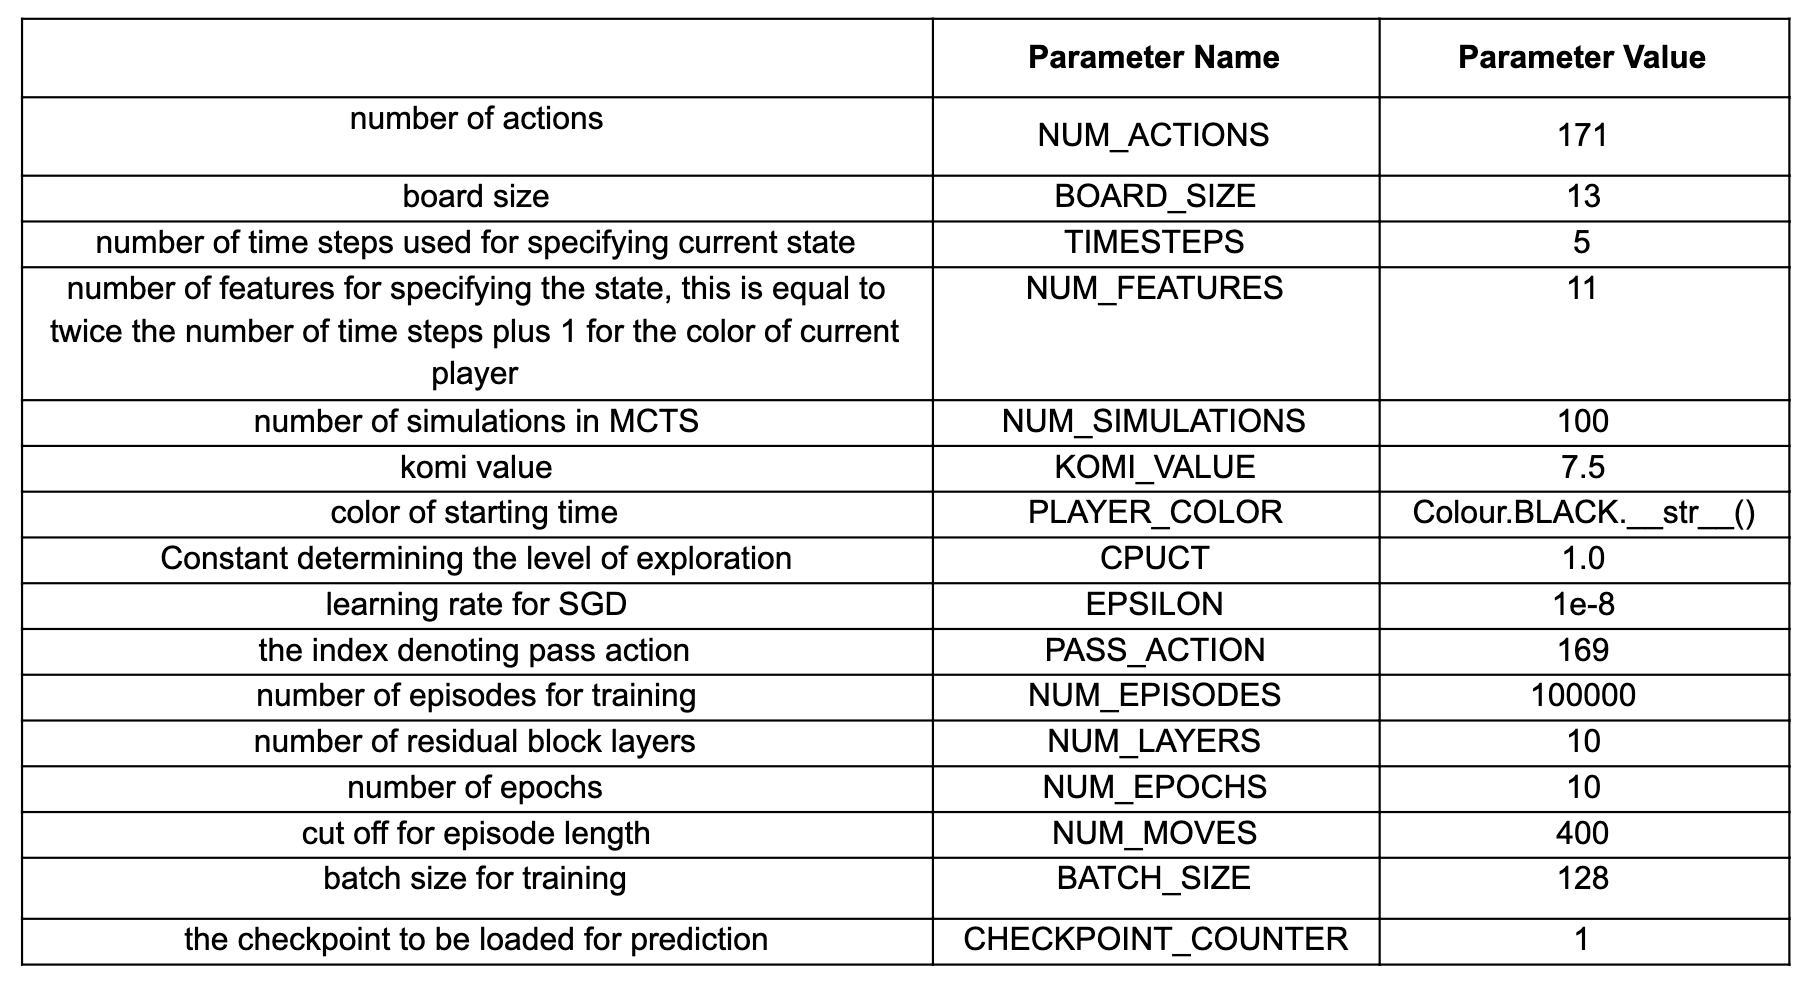 Parameter Name Parameter Value
number of actions NUM_ACTIONS 171
board size BOARD_SIZE 13
number of time steps used for specifying current state TIMESTEPS 5
number of features for specifying the state, this is equal to NUM_FEATURES 11
twice the number of time steps plus 1 for the color of current
player
number of simulations in MCTS NUM_SIMULATIONS 100
komi value KOMI_VALUE 7.5
color of starting time PLAYER_COLOR Colour.BLACK.__str__()
Constant determining the level of exploration CPUCT 1.0
learning rate for SGD EPSILON 1e-8
the index denoting pass action PASS_ACTION 169
number of episodes for training NUM_EPISODES 100000
number of residual block layers NUM_LAYERS 10
number of epochs NUM_EPOCHS 10
cut off for episode length NUM_MOVES 400
batch size for training BATCH_SIZE 128
the checkpoint to be loaded for prediction CHECKPOINT_COUNTER 1